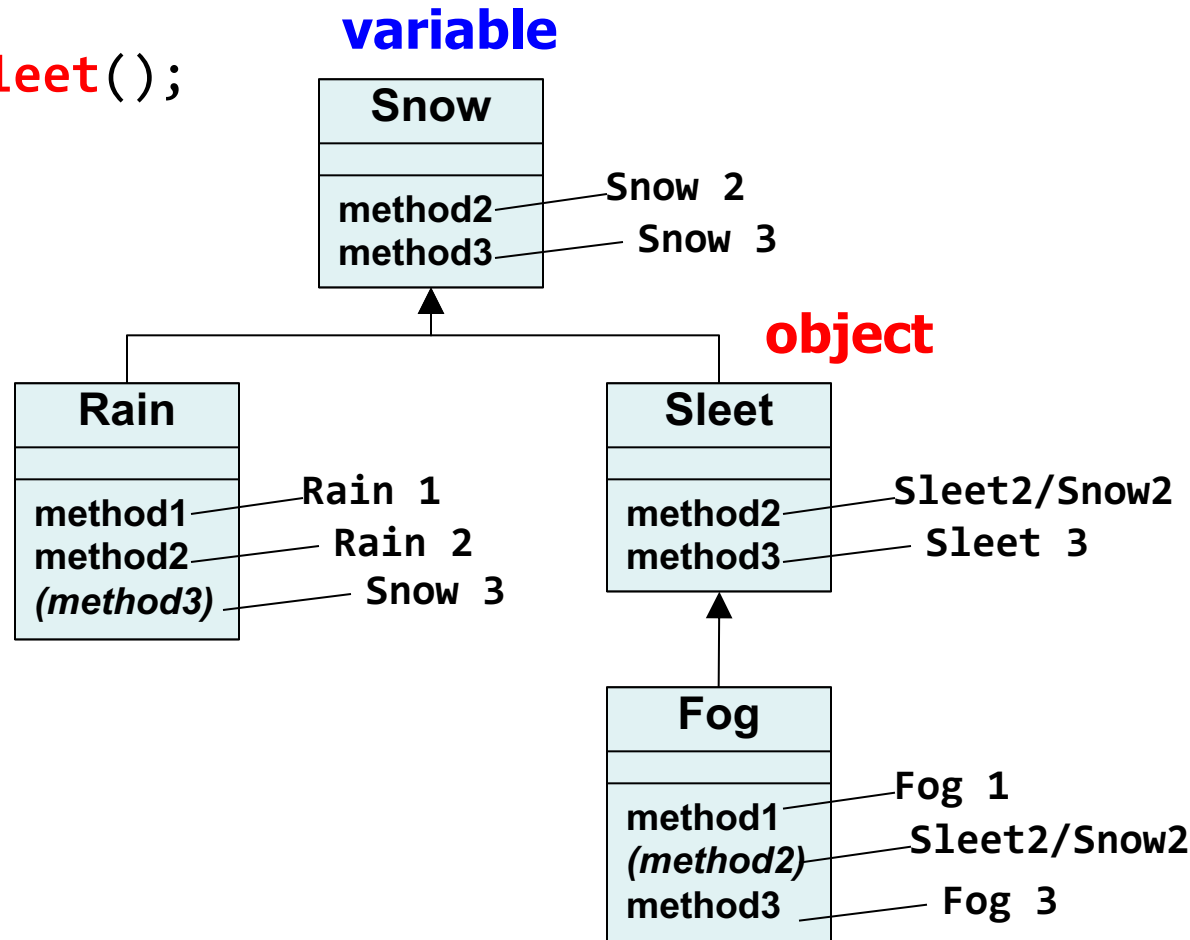 variable
leet();
Snow
method2
Snow 2
method3
Snow 3
object
Rain
method1
Rain 1
method2
Rain 2
(method3)
Snow 3
Sleet
method2
Sleet2/Snow2
method3
Sleet 3
Fog
method1
Fog 1
(method2)
Sleet2/Snow2
method3
Fog 3